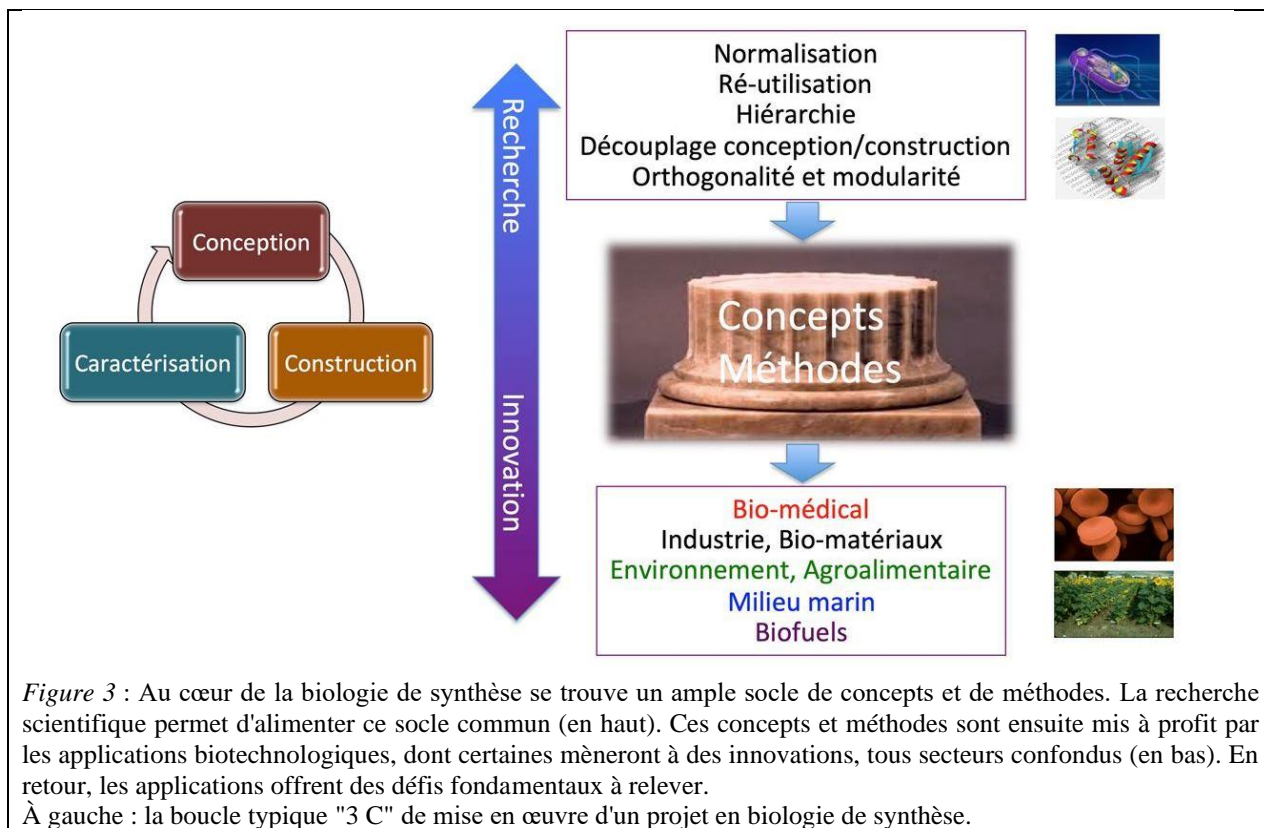 Normalisation
Ré-utilisation
Hiérarchie
Découplage conception/construction
Orthogonalité et modularité
Recherche
Innovation
Conception
Caractérisation
Construction
Concepts
Méthodes
Bio-médical
Industrie, Bio-matériaux
Environnement, Agroalimentaire
Milieu marin
Biofuels
Figure 3 : Au cœur de la biologie de synthèse se trouve un ample socle de concepts et de méthodes. La recherche
scientifique permet d'alimenter ce socle commun (en haut). Ces concepts et méthodes sont ensuite mis à profit par
les applications biotechnologiques, dont certaines mèneront à des innovations, tous secteurs confondus (en bas). En
retour, les applications offrent des défis fondamentaux à relever.
À gauche : la boucle typique "3 C" de mise en œuvre d'un projet en biologie de synthèse.